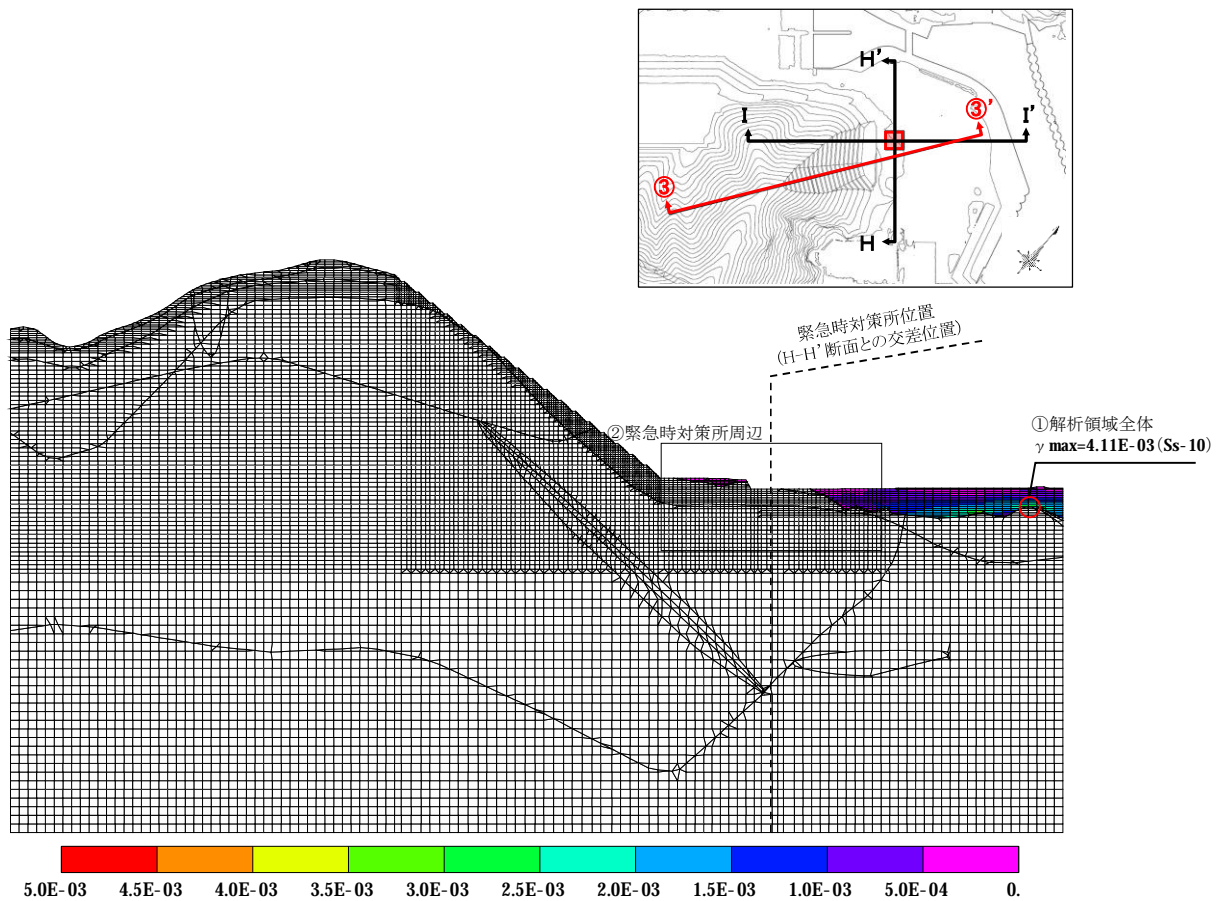 H'
③'
I
I'
③
H
緊急時対策所位置
(H-H'断面との交差位置)
①解析領域全体
γ max=4.11E-03(Ss-10)
②緊急時対策所周辺
5.0E-03 4.5E-03 4.0E-03 3.5E-03 3.0E-03 2.5E-03 2.0E-03 1.5E-03 1.0E-03 5.0E-04 0.